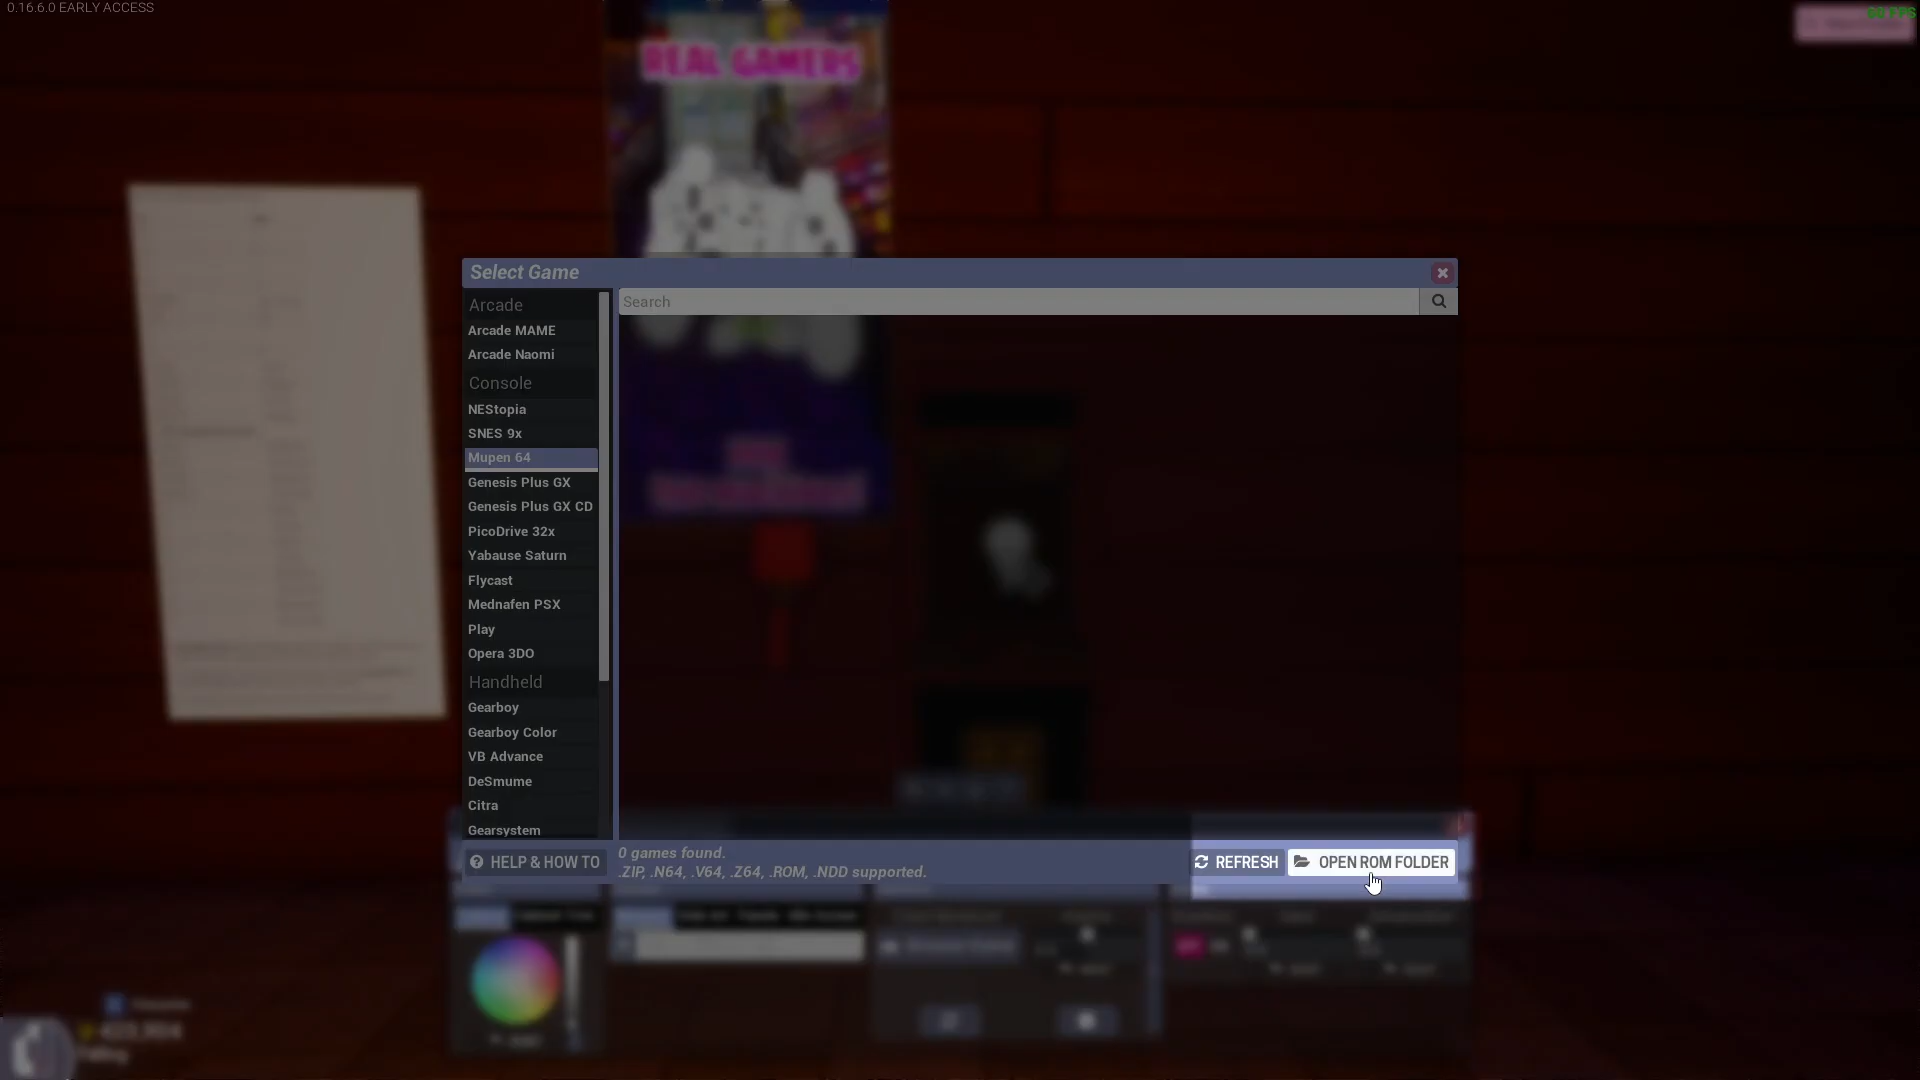 0.16.6.0 EARLY ACCESS
60 FPS
REAL GAMERS
Select Game
Search
Arcade
Arcade MAME
Arcade Naomi
Console
NEStopia
SNES 9x
Mupen 64
Genesis Plus GX
Genesis Plus GX CD
PicoDrive 32x
Yabause Saturn
Flycast
Mednafen PSX
Play
Opera 3DO
Handheld
Gearboy
Gearboy Color
VB Advance
DeSmume
Citra
Gearsystem
HELP & HOW TO
0 games found.
.ZIP, .N64, .V64, .Z64, .ROM, .NDD supported.
REFRESH
OPEN ROM FOLDER